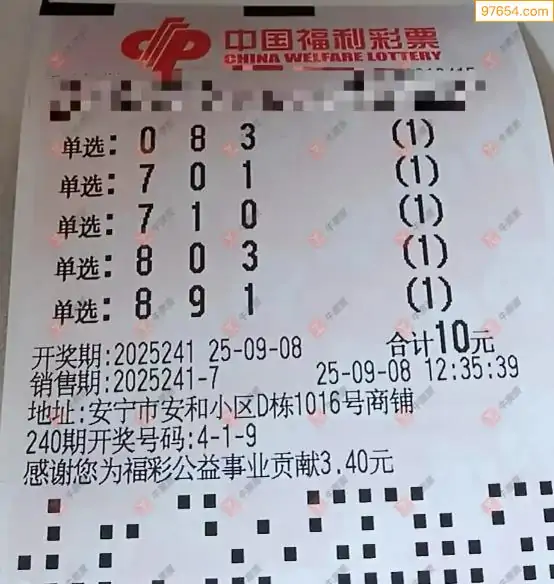 97654.com
中国福利彩票
CHINA WELFARE LOTTERY
单选: 0 8 3 (1)
单选: 7 0 1 (1)
单选: 7 1 0 (1)
单选: 8 0 3 (1)
单选: 8 9 1 (1)
合计10元
开奖期:2025241 25-09-08
销售期:2025241-7 25-09-08 12:35:39
地址:安宁市安和小区D栋1016号商铺
240期开奖号码:4-1-9
感谢您为福彩公益事业贡献3.40元